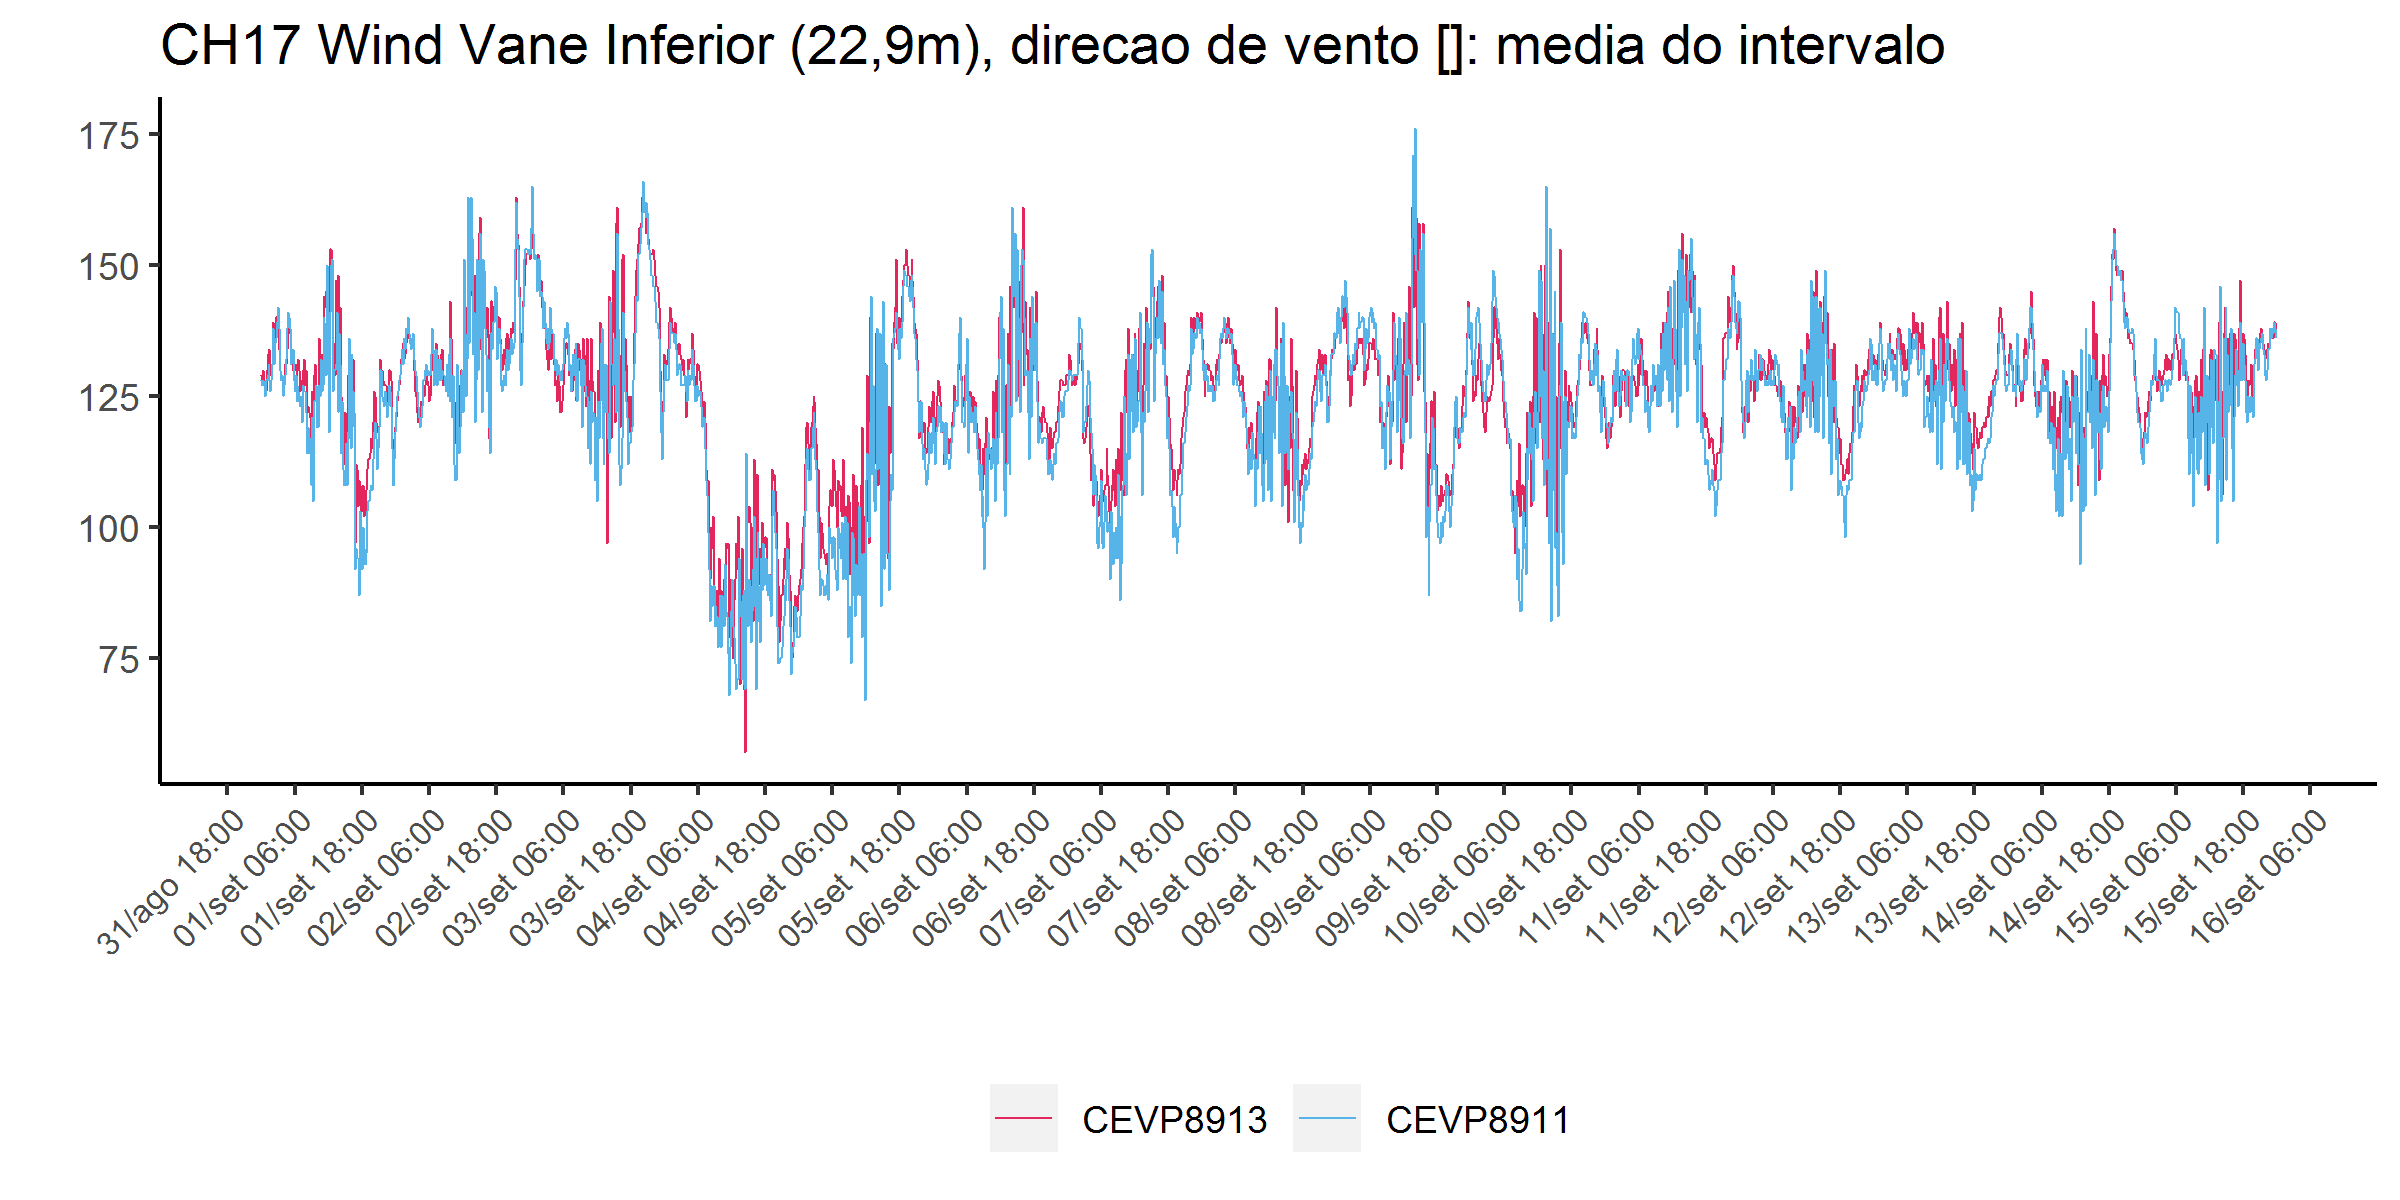 CH17 Wind Vane Inferior (22,9m), direcao de vento []: media do intervalo
175
150
125
100
75
31/ago 18:00
01/set 06:00
01/set 18:00
02/set 06:00
02/set 18:00
03/set 06:00
03/set 18:00
04/set 06:00
04/set 18:00
05/set 06:00
05/set 18:00
06/set 06:00
06/set 18:00
07/set 06:00
07/set 18:00
08/set 06:00
08/set 18:00
09/set 06:00
09/set 18:00
10/set 06:00
10/set 18:00
11/set 06:00
11/set 18:00
12/set 06:00
12/set 18:00
13/set 06:00
13/set 18:00
14/set 06:00
14/set 18:00
15/set 06:00
15/set 18:00
16/set 06:00
CEVP8913 CEVP8911